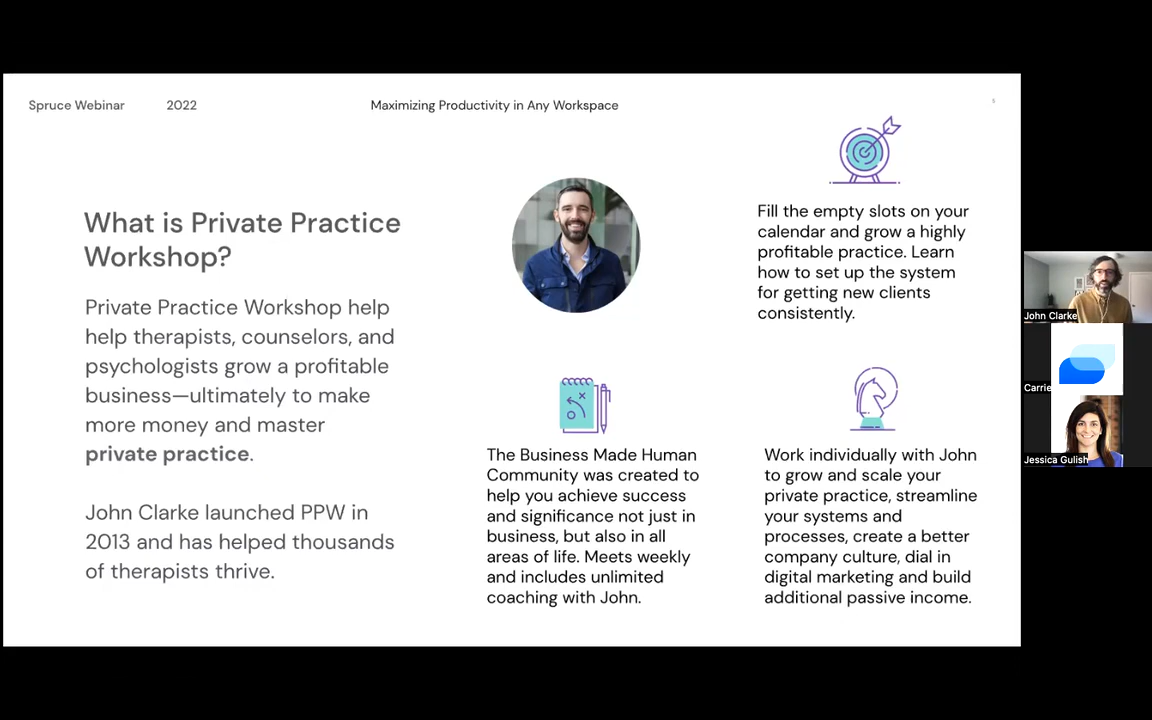 Spruce Webinar
2022
Maximizing Productivity in Any Workspace
What is Private Practice
Workshop?
Private Practice Workshop help
help therapists, counselors, and
psychologists grow a profitable
business—ultimately to make
more money and master
private practice.
John Clarke launched PPW in
2013 and has helped thousands
of therapists thrive.
Fill the empty slots on your
calendar and grow a highly
profitable practice. Learn
how to set up the system
for getting new clients
consistently.
The Business Made Human
Community was created to
help you achieve success
and significance not just in
business, but also in all
areas of life. Meets weekly
and includes unlimited
coaching with John.
Work individually with John
to grow and scale your
private practice, streamline
your systems and
processes, create a better
company culture, dial in
digital marketing and build
additional passive income.
John Clarke
Carrie
Jessica Gulish